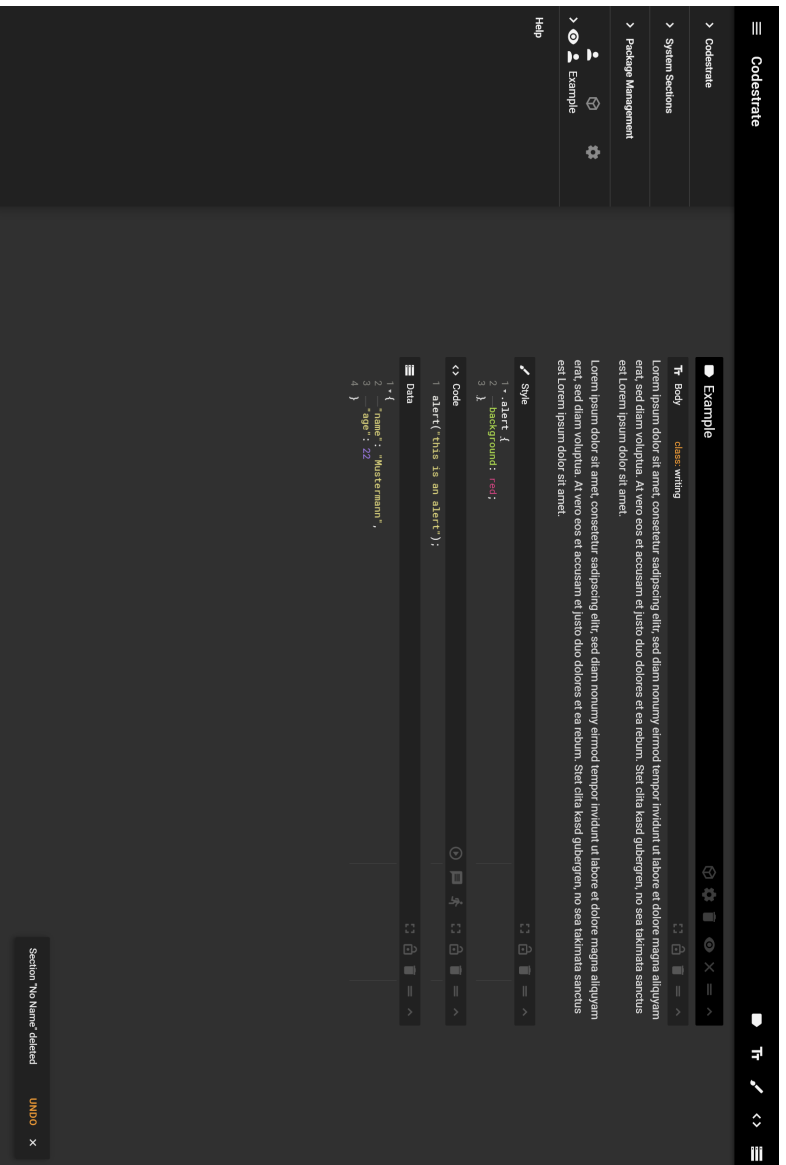 Codestrate
Codestrate
System Sections
Package Management
Example
Help
Example
Body class: writing
Lorem ipsum dolor sit amet, consetetur sadipscing elitr, sed diam nonumy eirmod tempor invidunt ut labore et dolore magna aliquyam
erat, sed diam voluptua. At vero eos et accusam et justo duo dolores et ea rebum. Stet clita kasd gubergren, no sea takimata sanctus
est Lorem ipsum dolor sit amet.
Lorem ipsum dolor sit amet, consetetur sadipscing elitr, sed diam nonumy eirmod tempor invidunt ut labore et dolore magna aliquyam
erat, sed diam voluptua. At vero eos et accusam et justo duo dolores et ea rebum. Stet clita kasd gubergren, no sea takimata sanctus
est Lorem ipsum dolor sit amet.
Style
1 .alert {
2 background: red;
3 }
Code
1 alert("this is an alert");
Data
1 {
2 "name": "Mustermann",
3 "age": 22
4 }
Section "No Name" deleted UNDO